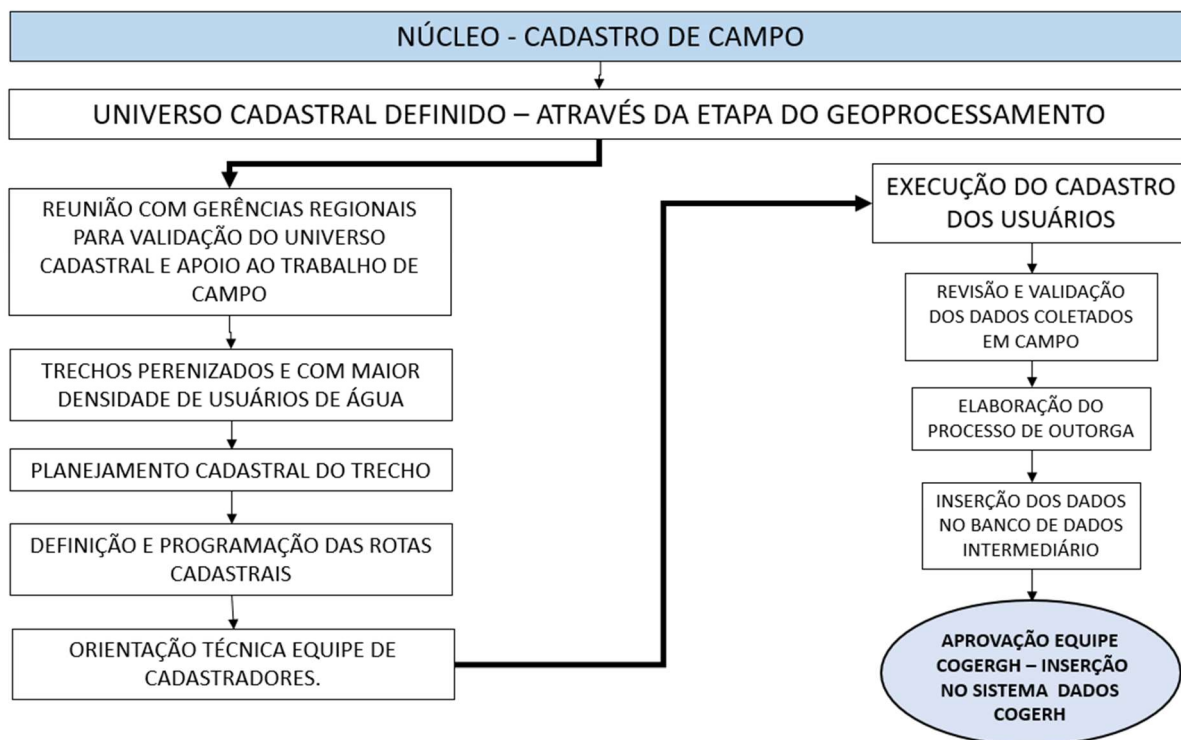 NÚCLEO - CADASTRO DE CAMPO
UNIVERSO CADASTRAL DEFINIDO – ATRAVÉS DA ETAPA DO GEOPROCESSAMENTO
REUNIÃO COM GERÊNCIAS REGIONAIS
PARA VALIDAÇÃO DO UNIVERSO
CADASTRAL E APOIO AO TRABALHO DE
CAMPO
TRECHOS PERENIZADOS E COM MAIOR
DENSIDADE DE USUÁRIOS DE ÁGUA
PLANEJAMENTO CADASTRAL DO TRECHO
DEFINIÇÃO E PROGRAMAÇÃO DAS ROTAS
CADASTRAIS
ORIENTAÇÃO TÉCNICA EQUIPE DE
CADASTRADORES.
EXECUÇÃO DO CADASTRO
DOS USUÁRIOS
REVISÃO E VALIDAÇÃO
DOS DADOS COLETADOS
EM CAMPO
ELABORAÇÃO DO
PROCESSO DE OUTORGA
INSERÇÃO DOS DADOS
NO BANCO DE DADOS
INTERMEDIÁRIO
APROVAÇÃO EQUIPE
COGERGH – INSERÇÃO
NO SISTEMA DADOS
COGERH